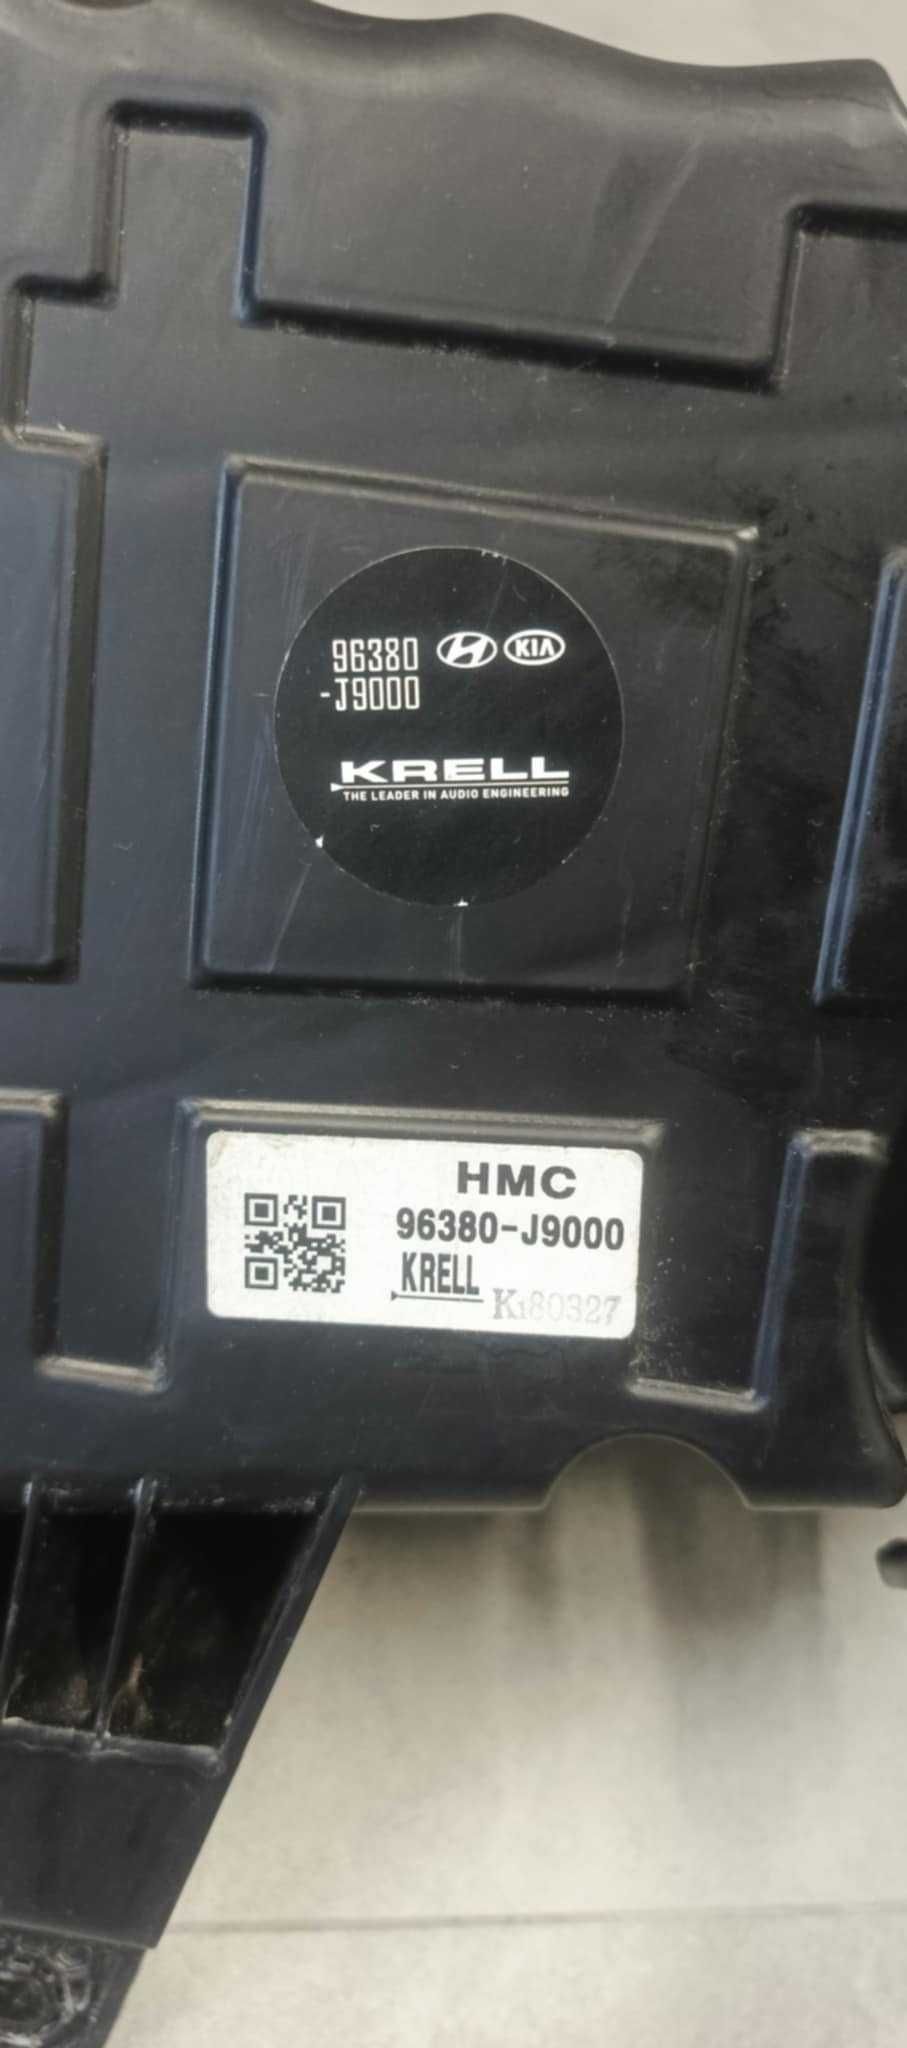 96380
-J9000
KIA
KRELL
THE LEADER IN AUDIO ENGINEERING
HMC
96380-J9000
KRELL
K180327